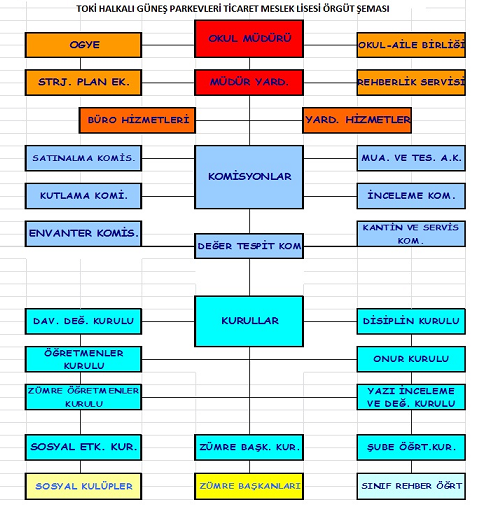 TOKİ HALKALI GÜNEŞ PARKEVLERİ TİCARET MESLEK LİSESİ ÖRGÜT ŞEMASI
OGYE
OKUL MÜDÜRÜ
OKUL-AİLE BİRLİĞİ
STRJ. PLAN EK.
MÜDÜR YARD.
REHBERLİK SERVİSİ
BÜRO HİZMETLERİ
YARD. HİZMETLER
SATINALMA KOMİS.
KOMİSYONLAR
MUA. VE TES. A.K.
KUTLAMA KOMİ.
İNCELEME KOM.
ENVANTER KOMİS.
DEĞER TESPİT KOM
KANTİN VE SERVİS
KOM.
DAV. DEĞ. KURULU
KURULLAR
DİSİPLİN KURULU
ÖĞRETMENLER
KURULU
ONUR KURULU
ZÜMRE ÖĞRETMENLER
KURULU
YAZI İNCELEME
VE DEĞ. KURULU
SOSYAL ETK. KUR.
ZÜMRE BAŞK. KUR.
ŞUBE ÖĞRT.KUR.
SOSYAL KULÜPLER
ZÜMRE BAŞKANLARI
SINIF REHBER ÖĞRT